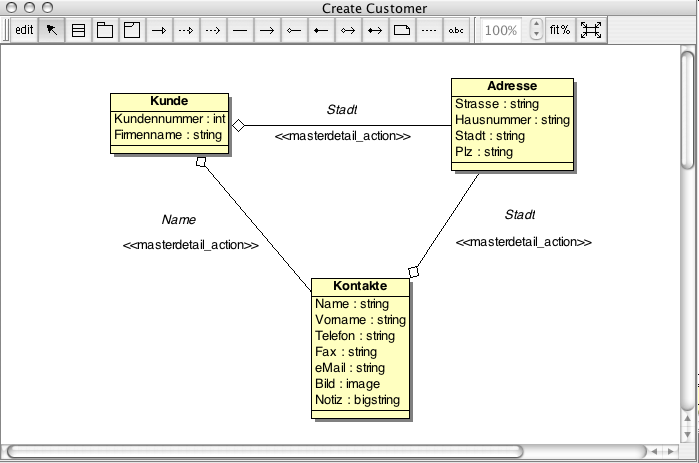 Create Customer
edit abc 100% fit%
Kunde
Kundennummer : int
Firmenname : string
Stadt
<<masterdetail_action>>
Adresse
Strasse : string
Hausnummer : string
Stadt : string
Plz : string
Name
<<masterdetail_action>>
Stadt
<<masterdetail_action>>
Kontakte
Name : string
Vorname : string
Telefon : string
Fax : string
eMail : string
Bild : image
Notiz : bigstring